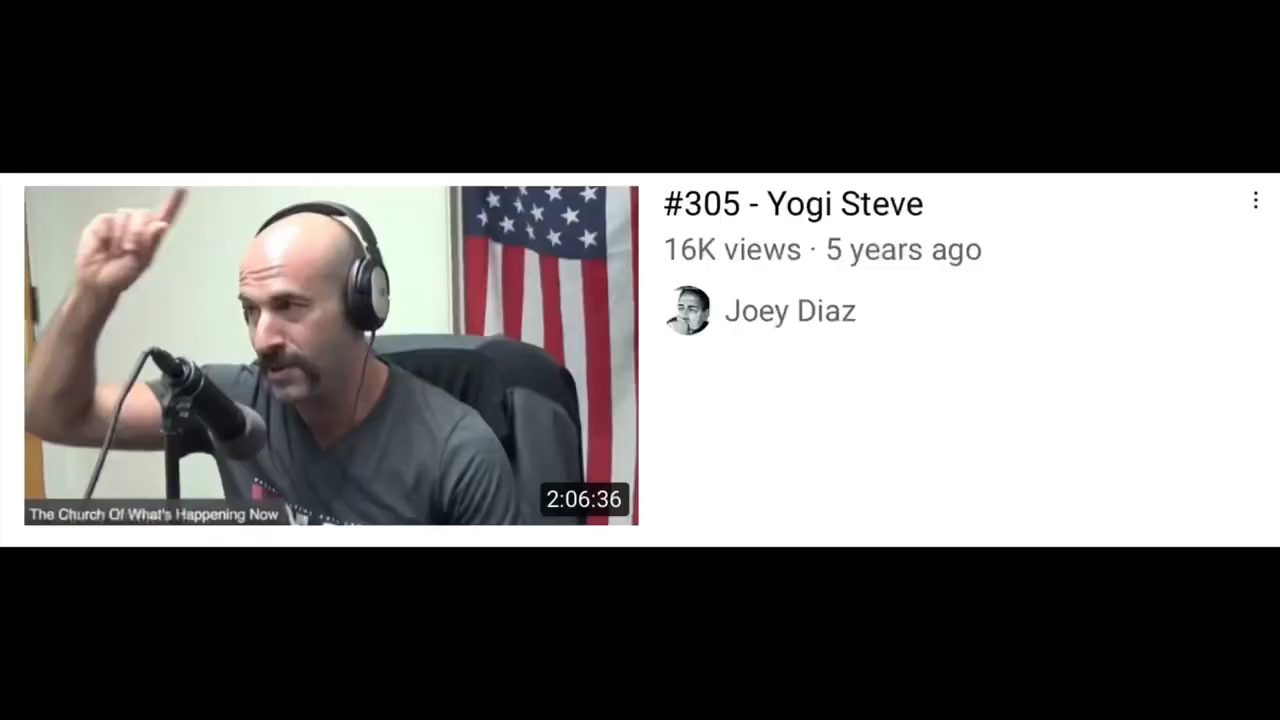 #305 - Yogi Steve
16K views · 5 years ago
Joey Diaz
2:06:36
The Church Of What's Happening Now